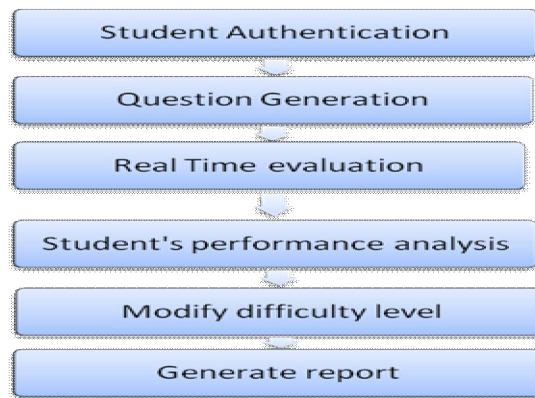 Student Authentication
Question Generation
Real Time evaluation
Student's performance analysis
Modify difficulty level
Generate report